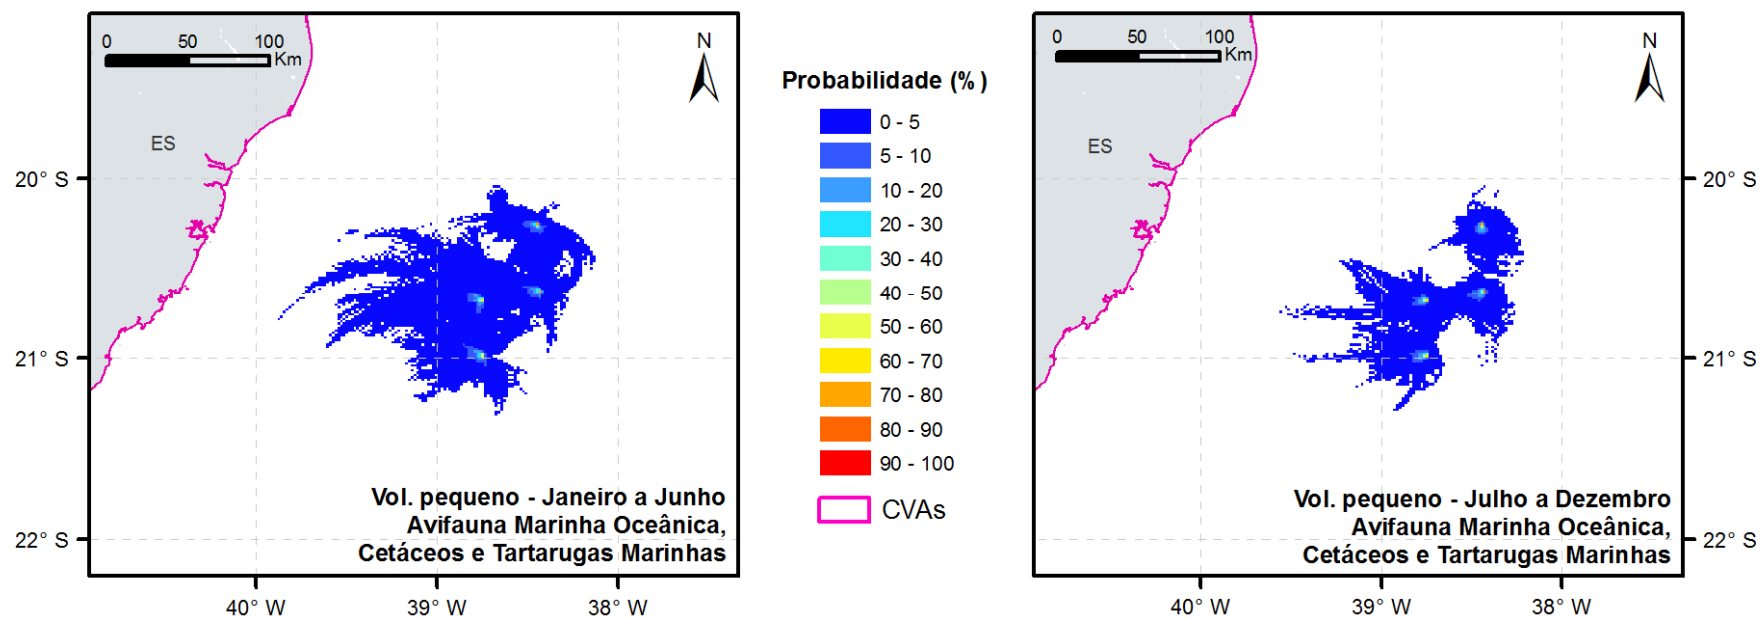 0 50 100
Km
N
ES
20° S
21° S
22° S
40° W 39° W 38° W
Vol. pequeno - Janeiro a Junho
Avifauna Marinha Oceânica,
Cetáceos e Tartarugas Marinhas
Probabilidade (%)
0 - 5
5 - 10
10 - 20
20 - 30
30 - 40
40 - 50
50 - 60
60 - 70
70 - 80
80 - 90
90 - 100
CVAs
0 50 100
Km
N
ES
20° S
21° S
22° S
Vol. pequeno - Julho a Dezembro
Avifauna Marinha Oceânica,
Cetáceos e Tartarugas Marinhas
40° W 39° W 38° W